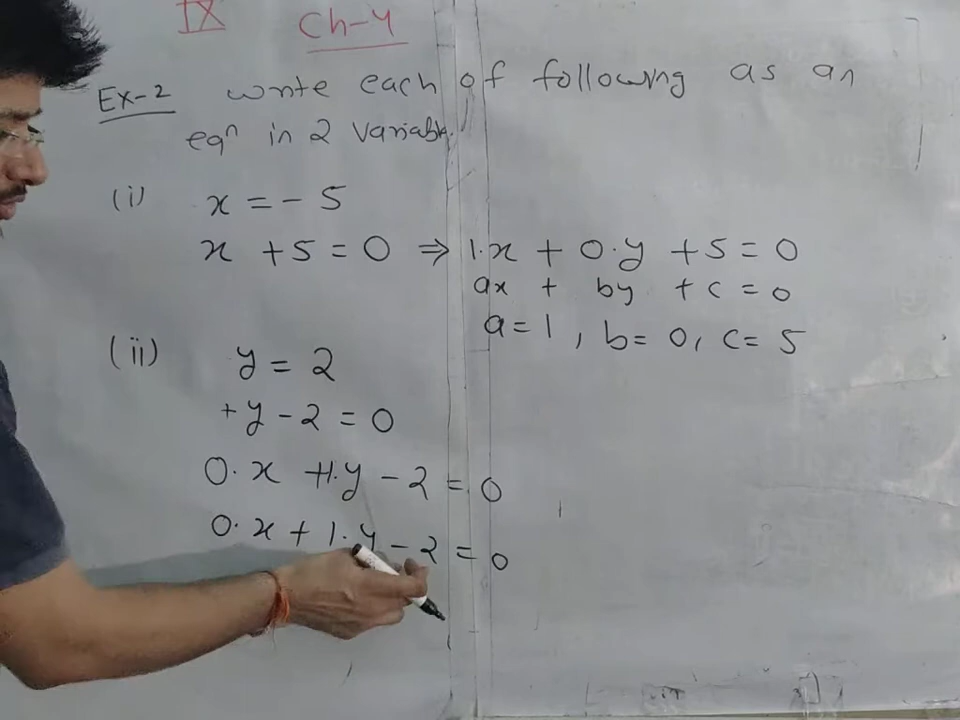 IX Ch-4
Ex-2 write each of following as an
eqⁿ in 2 variable.
(i) x = - 5
x + 5 = 0 ⇒ 1·x + 0·y + 5 = 0
ax + by + c = 0
a = 1, b = 0, c = 5
(ii) y = 2
+y - 2 = 0
0·x + 1·y - 2 = 0
0·x + 1·y - 2 = 0